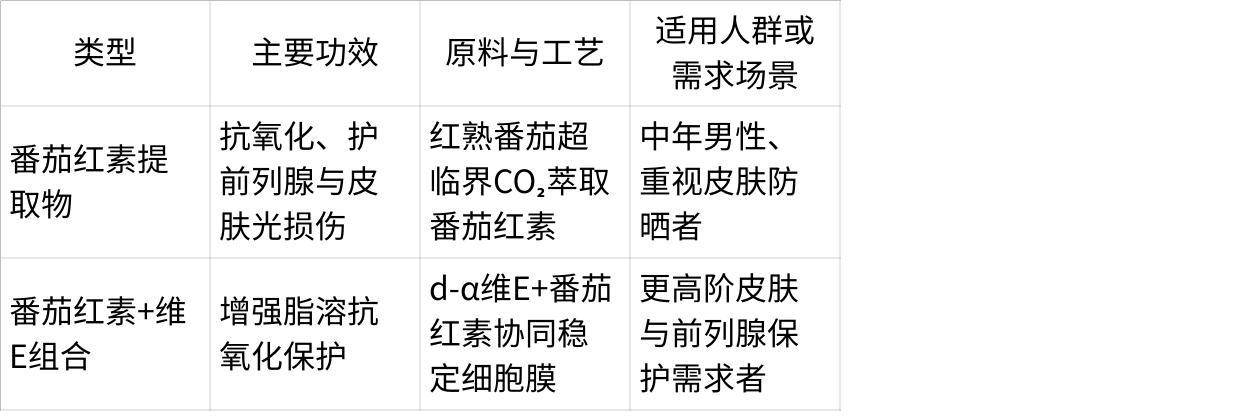 类型
主要功效
原料与工艺
适用人群或
需求场景
番茄红素提
取物
抗氧化、护
前列腺与皮
肤光损伤
红熟番茄超
临界CO₂萃取
番茄红素
中年男性、
重视皮肤防
晒者
番茄红素+维
E组合
增强脂溶抗
氧化保护
d-α维E+番茄
红素协同稳
定细胞膜
更高阶皮肤
与前列腺保
护需求者